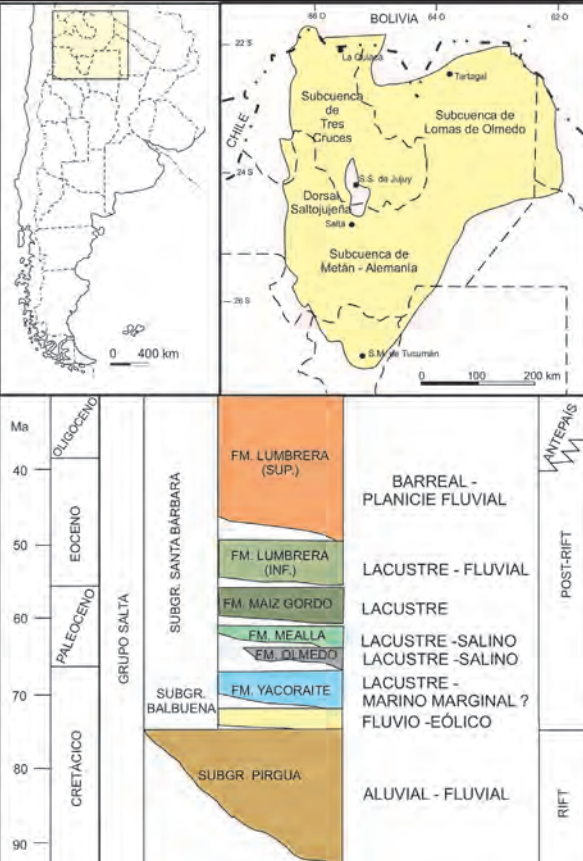 0 400 km
66 O
BOLIVIA
64 O
62 O
22 S
La Quiaca
Tartagal
Subcuenca
de
Tres
Cruces
Subcuenca de
Lomas de Olmedo
CHILE
24 S
S.S. de Jujuy
Dorsal
Saltojujeña
Salta
Subcuenca de
Metán - Alemanía
26 S
S.M. de Tucumán
0 100 200 km
Ma
40
50
60
70
80
90
OLIGOCENO
EOCENO
PALEOCENO
CRETÁCICO
GRUPO SALTA
SUBGR. SANTA BÁRBARA
SUBGR.
BALBUENA
FM. LUMBRERA
(SUP.)
BARREAL -
PLANICIE FLUVIAL
FM. LUMBRERA
(INF.)
LACUSTRE - FLUVIAL
FM. MAIZ GORDO
LACUSTRE
FM. MEALLA
LACUSTRE -SALINO
FM. OLMEDO
LACUSTRE -SALINO
FM. YACORAITE
LACUSTRE -
MARINO MARGINAL ?
FLUVIO -EÓLICO
SUBGR. PIRGUA
ALUVIAL - FLUVIAL
ANTEPAÍS
POST-RIFT
RIFT